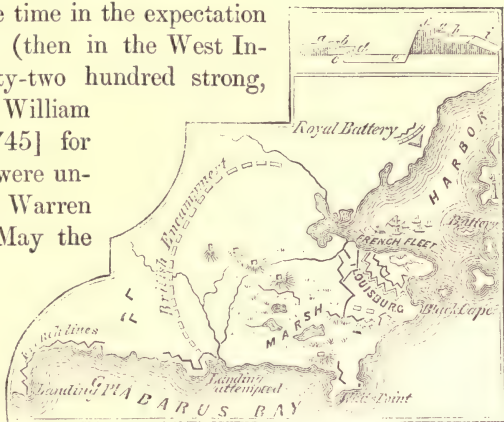 e time in the expectation
(then in the West In-
ty-two hundred strong,
William
745] for
were un-
Warren
May the
a b c d
Royal Battery
HARBOR
British Encampment
Battery
FRENCH FLEET
LOUISBURG
Black Cape
MARSH
French lines
Landing Pl
Landing
attempted
GABARUS BAY
Point